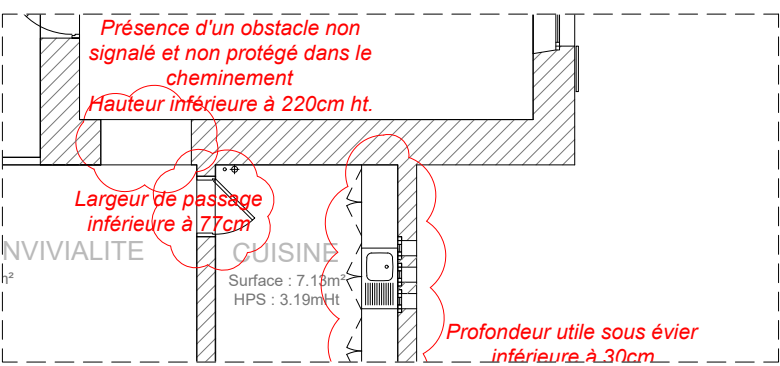 Présence d'un obstacle non
signalé et non protégé dans le
cheminement
Hauteur inférieure à 220cm ht.
Largeur de passage
inférieure à 77cm
NVIVIALITE
m²
CUISINE
Surface : 7.13m²
HPS : 3.19mHt
Profondeur utile sous évier
inférieure à 30cm